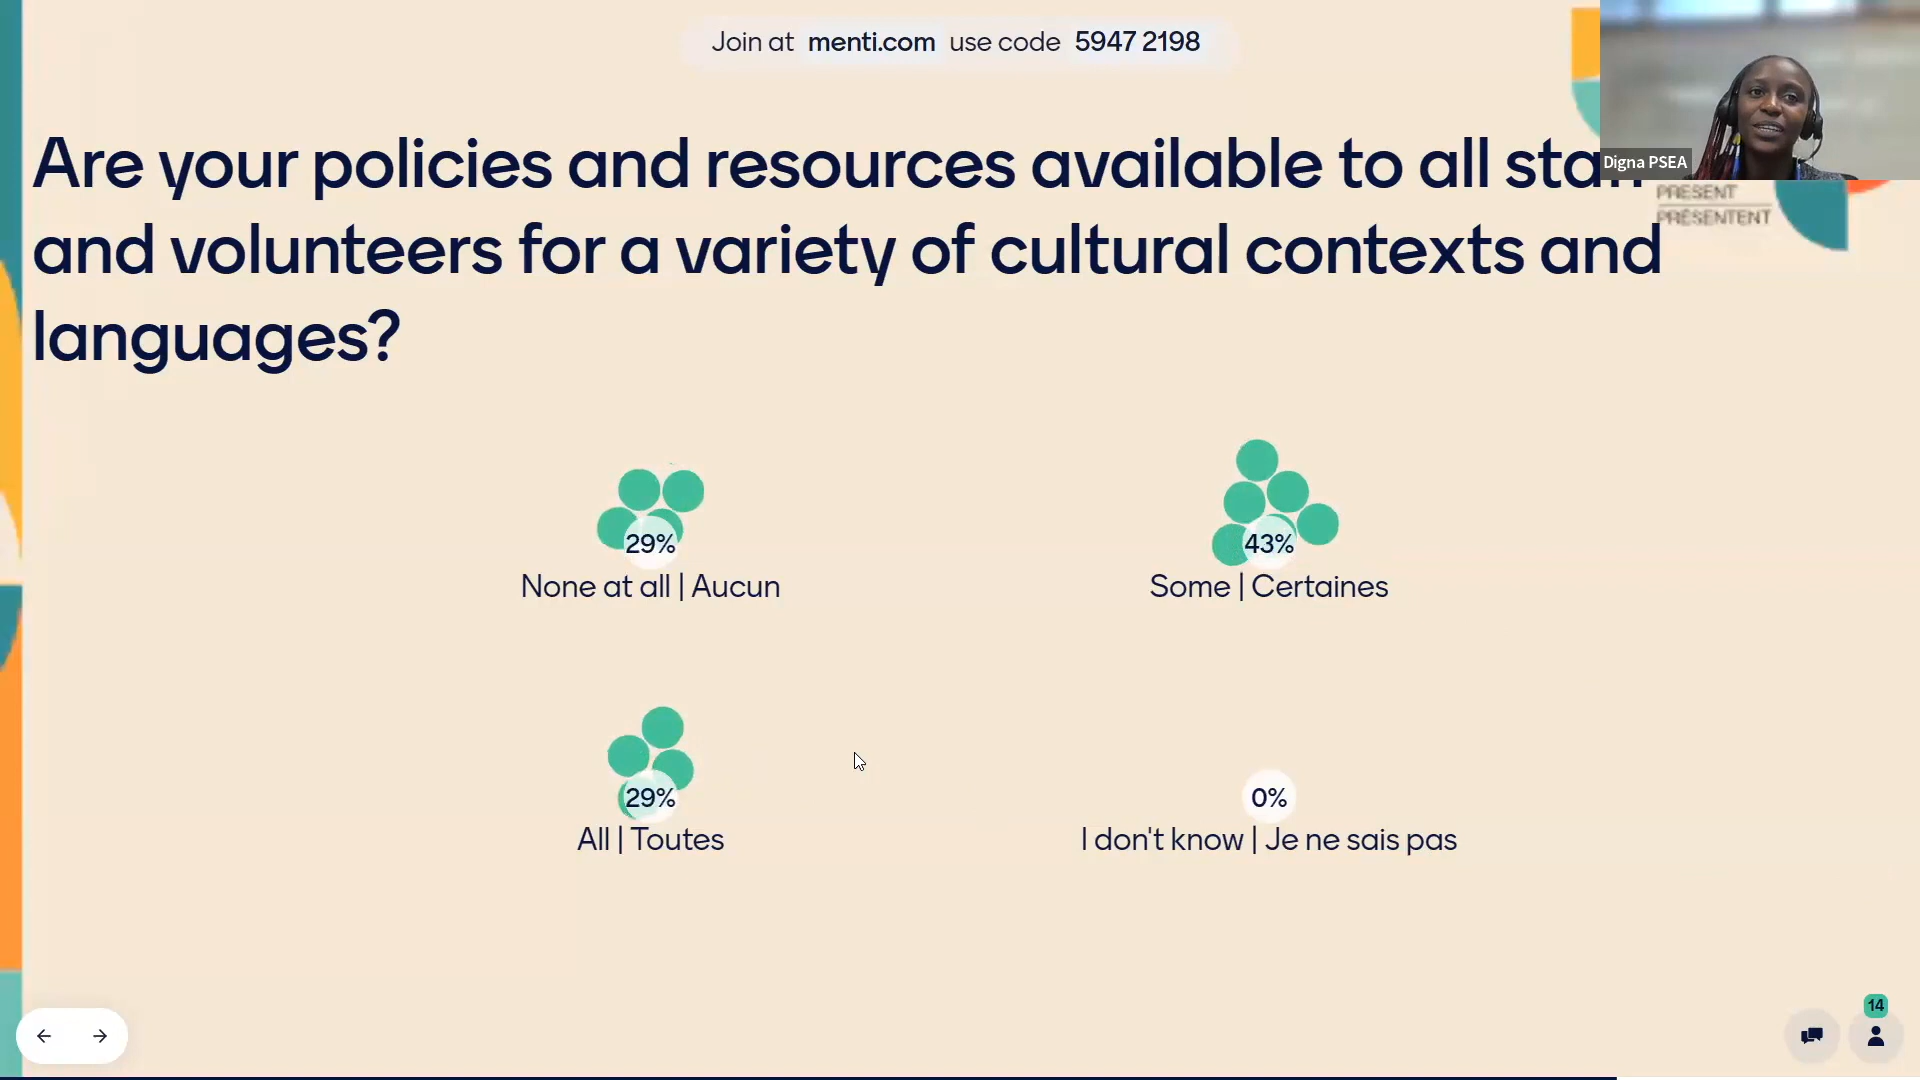 Join at menti.com use code 5947 2198
Are your policies and resources available to all
and volunteers for a variety of cultural contexts and
languages?
Digna PSEA
PRESENT
PRÉSENTENT
29%
None at all | Aucun
43%
Some | Certaines
29%
All | Toutes
0%
I don't know | Je ne sais pas
14